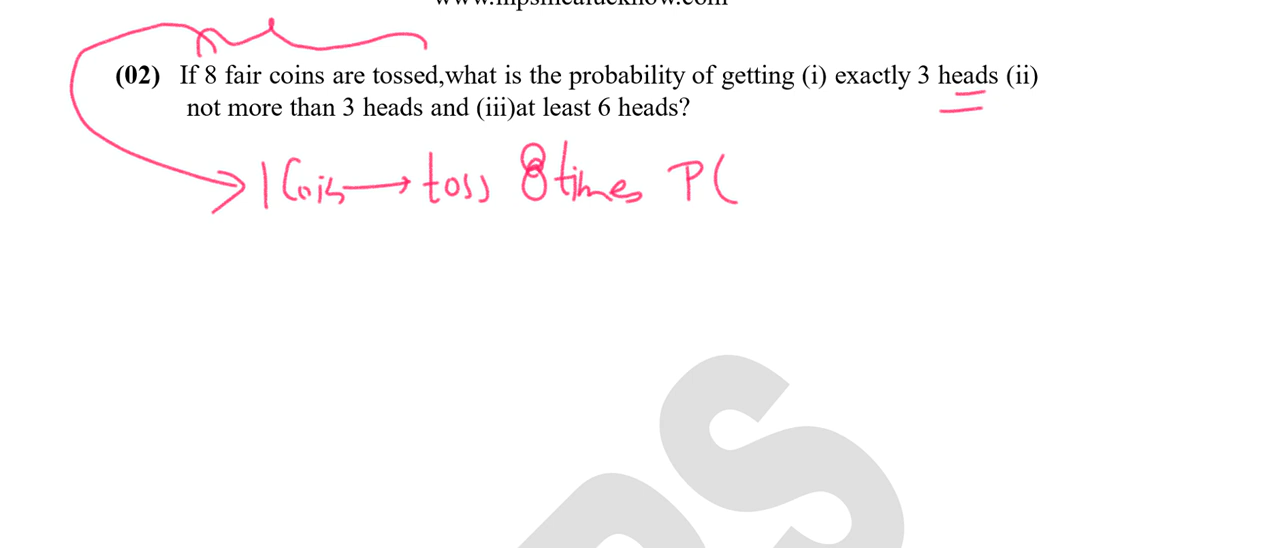 (02) If 8 fair coins are tossed,what is the probability of getting (i) exactly 3 heads (ii)
not more than 3 heads and (iii)at least 6 heads?
1 Coin → toss 8 times P(